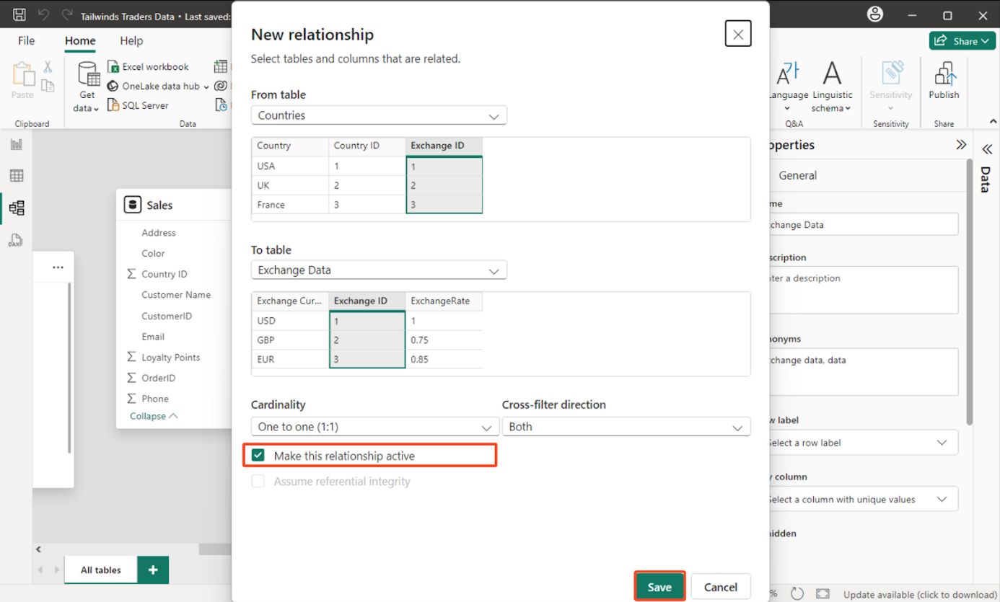 Tailwinds Traders Data • Last saved:
File Home Help
Share
Paste
Get data
Excel workbook
OneLake data hub
SQL Server
Clipboard
Data
Language
Linguistic schema
Q&A
Sensitivity
Sensitivity
Publish
Share
Sales
Address
Color
Country ID
Customer Name
CustomerID
Email
Loyalty Points
OrderID
Phone
Collapse
All tables
New relationship
Select tables and columns that are related.
From table
Countries
Country Country ID Exchange ID
USA 1 1
UK 2 2
France 3 3
To table
Exchange Data
Exchange Cur... Exchange ID ExchangeRate
USD 1 1
GBP 2 0.75
EUR 3 0.85
Cardinality Cross-filter direction
One to one (1:1) Both
Make this relationship active
Assume referential integrity
Save Cancel
operties
Data
General
me
change Data
scription
nter a description
nonyms
change data, data
w label
Select a row label
y column
Select a column with unique values
hidden
%
Update available (click to download)